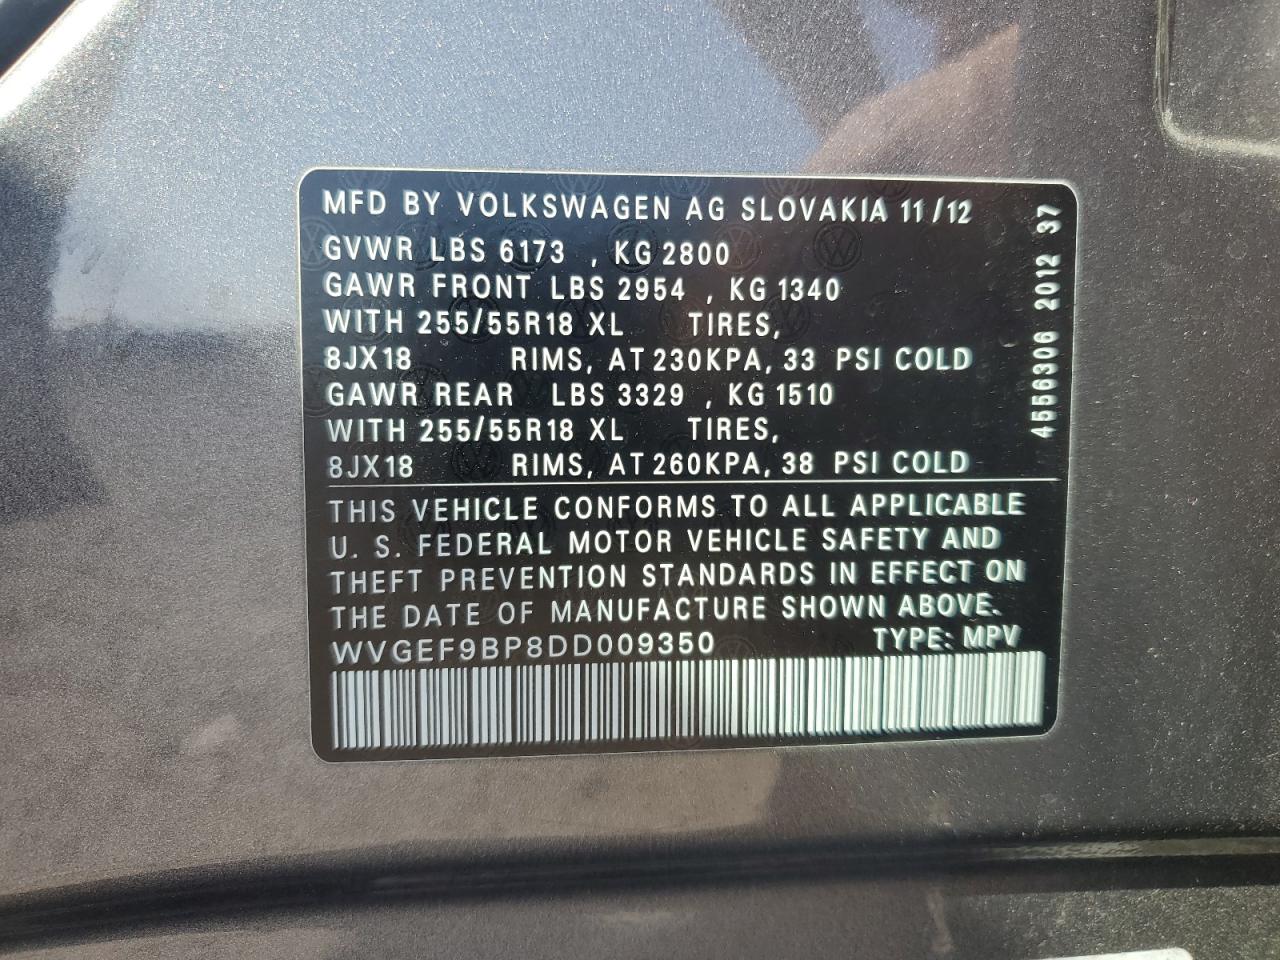 MFD BY VOLKSWAGEN AG SLOVAKIA 11/12
GVWR LBS 6173 , KG 2800
GAWR FRONT LBS 2954 , KG 1340
WITH 255/55R18 XL TIRES,
8JX18 RIMS, AT 230KPA, 33 PSI COLD
GAWR REAR LBS 3329 , KG 1510
WITH 255/55R18 XL TIRES,
8JX18 RIMS, AT 260KPA, 38 PSI COLD
THIS VEHICLE CONFORMS TO ALL APPLICABLE
U. S. FEDERAL MOTOR VEHICLE SAFETY AND
THEFT PREVENTION STANDARDS IN EFFECT ON
THE DATE OF MANUFACTURE SHOWN ABOVE.
WVGEF9BP8DD009350 TYPE: MPV
4556306 2012 37